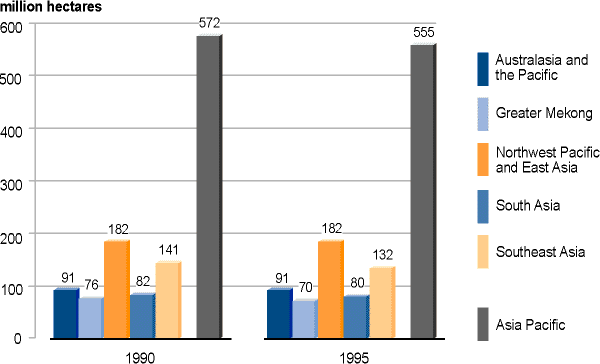 million hectares
600
500
400
300
200
100
0
91
76
182
82
141
572
91
70
182
80
132
555
1990
1995
Australasia and
the Pacific
Greater Mekong
Northwest Pacific
and East Asia
South Asia
Southeast Asia
Asia Pacific